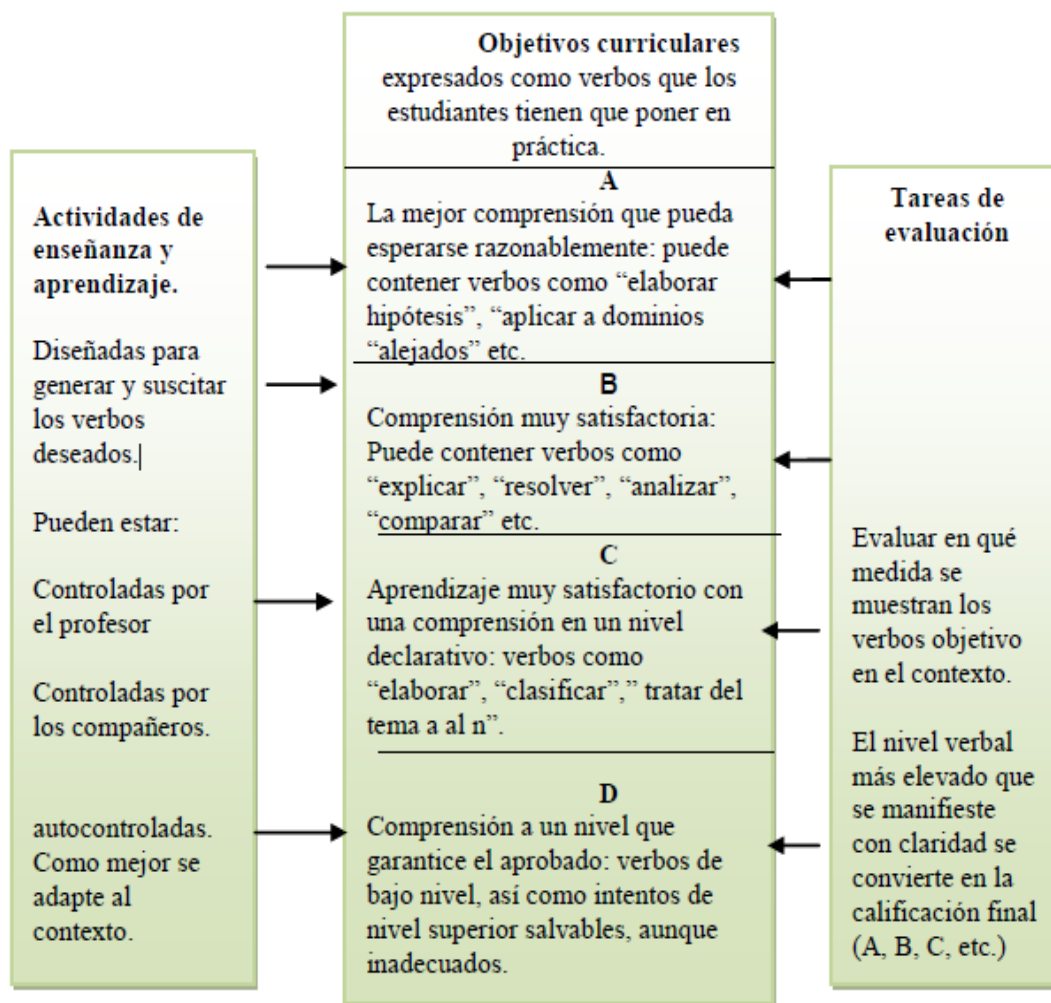 Objetivos curriculares
expresados como verbos que los
estudiantes tienen que poner en
práctica.
A
La mejor comprensión que pueda
esperarse razonablemente: puede
contener verbos como “elaborar
hipótesis”, “aplicar a dominios
“alejados” etc.
B
Comprensión muy satisfactoria:
Puede contener verbos como
“explicar”, “resolver”, “analizar”,
“comparar” etc.
C
Aprendizaje muy satisfactorio con
una comprensión en un nivel
declarativo: verbos como
“elaborar”, “clasificar”,” tratar del
tema a al n”.
D
Comprensión a un nivel que
garantice el aprobado: verbos de
bajo nivel, así como intentos de
nivel superior salvables, aunque
inadecuados.
Actividades de
enseñanza y
aprendizaje.
Diseñadas para
generar y suscitar
los verbos
deseados.
Pueden estar:
Controladas por
el profesor
Controladas por
los compañeros.
autocontroladas.
Como mejor se
adapte al
contexto.
Tareas de
evaluación
Evaluar en qué
medida se
muestran los
verbos objetivo
en el contexto.
El nivel verbal
más elevado que
se manifieste
con claridad se
convierte en la
calificación final
(A, B, C, etc.)